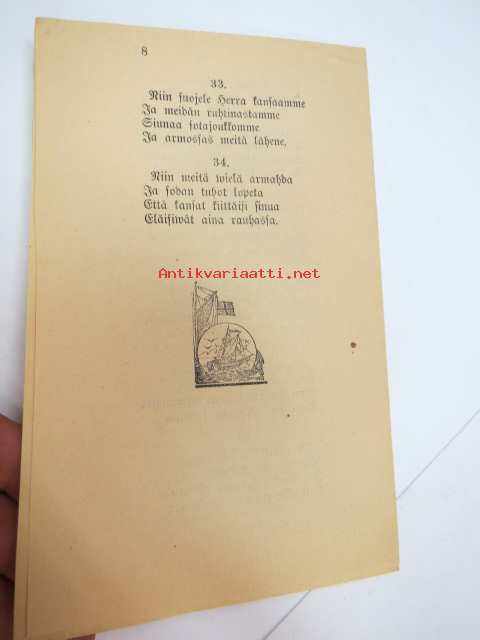 8
33.
Niin suojele Herra kansaamme
Ja meidän ruhtinastamme
Siunaa sotajoukkomme
Ja armossas meitä lähene.
34.
Niin meitä wielä armahda
Ja sodan tuhot lopeta
Että kansat kiittäisi sinua
Eläisiwät aina rauhassa.
Antikvariaatti.net